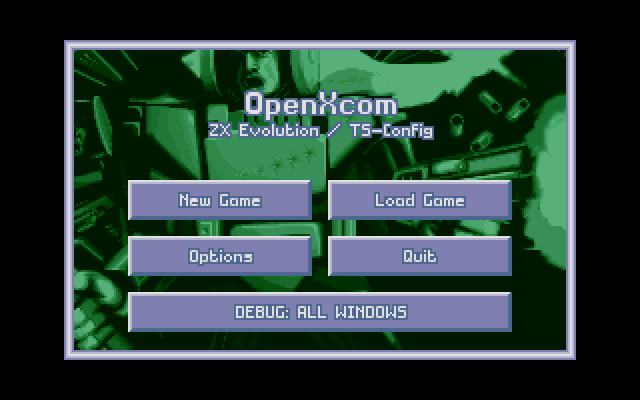 OpenXcom
ZX Evolution / TS-Config
New Game
Load Game
Options
Quit
DEBUG: ALL WINDOWS